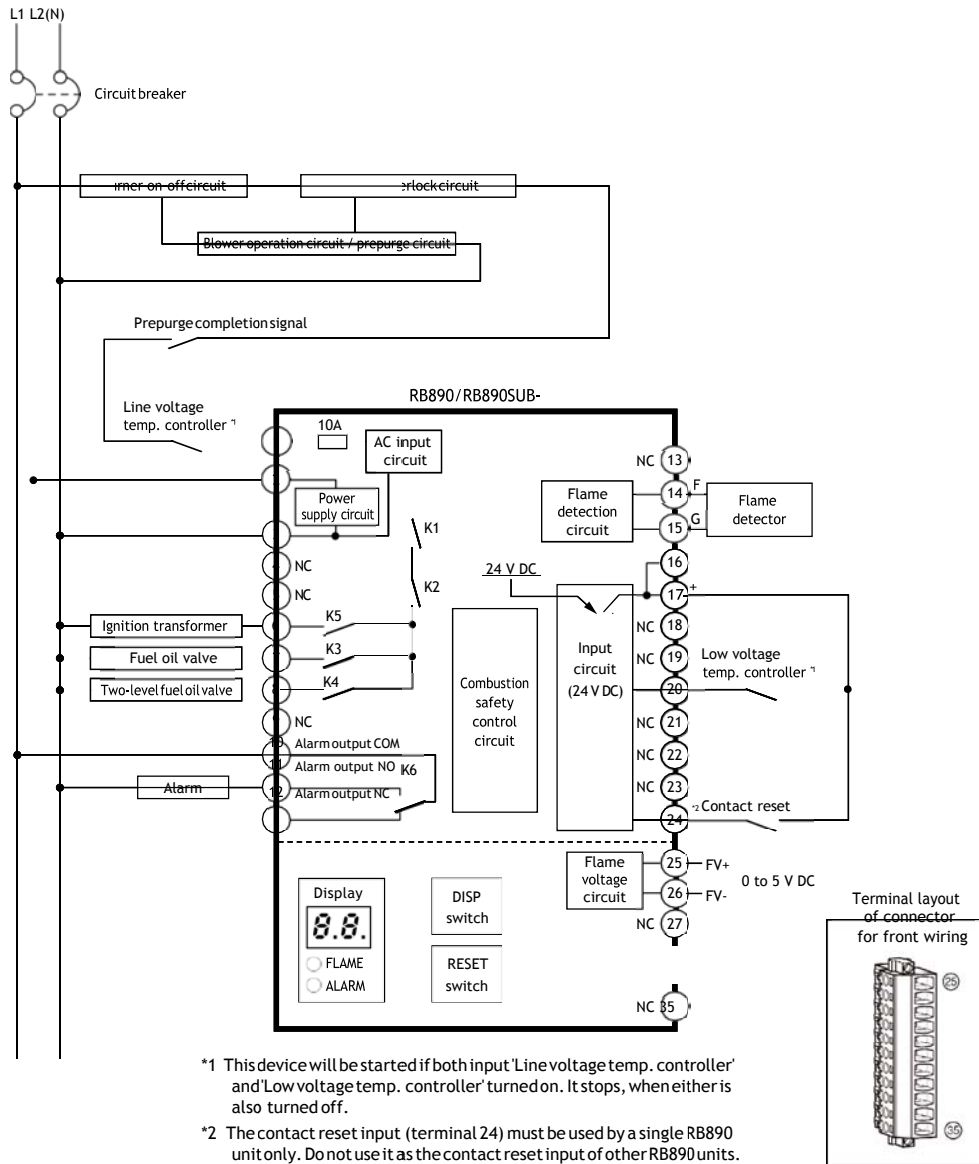 L1 L2(N)
Circuit breaker
Blower operation circuit / prepurge circuit
Prepurge completion signal
Line voltage
temp. controller *1
RB890/RB890SUB-
10A
AC input
circuit
Power
supply circuit
K1
K2
NC
NC
Ignition transformer
K5
Fuel oil valve
K3
Two-level fuel oil valve
K4
NC
10 Alarm output COM
11 Alarm output NO
K6
Alarm
12 Alarm output NC
Combustion
safety
control
circuit
24 V DC
Input
circuit
(24 V DC)
Flame
detection
circuit
NC 13
14 F
15 G
Flame
detector
16
17 +
NC 18
NC 19
Low voltage
temp. controller *1
20
NC 21
NC 22
NC 23
24 *2 Contact reset
Flame
voltage
circuit
25 FV+
26 FV-
0 to 5 V DC
NC 27
NC 35
Display
8.8.
FLAME
ALARM
DISP
switch
RESET
switch
Terminal layout
of connector
for front wiring
25
35
*1 This device will be started if both input 'Line voltage temp. controller'
and 'Low voltage temp. controller' turned on. It stops, when either is
also turned off.
*2 The contact reset input (terminal 24) must be used by a single RB890
unit only. Do not use it as the contact reset input of other RB890 units.